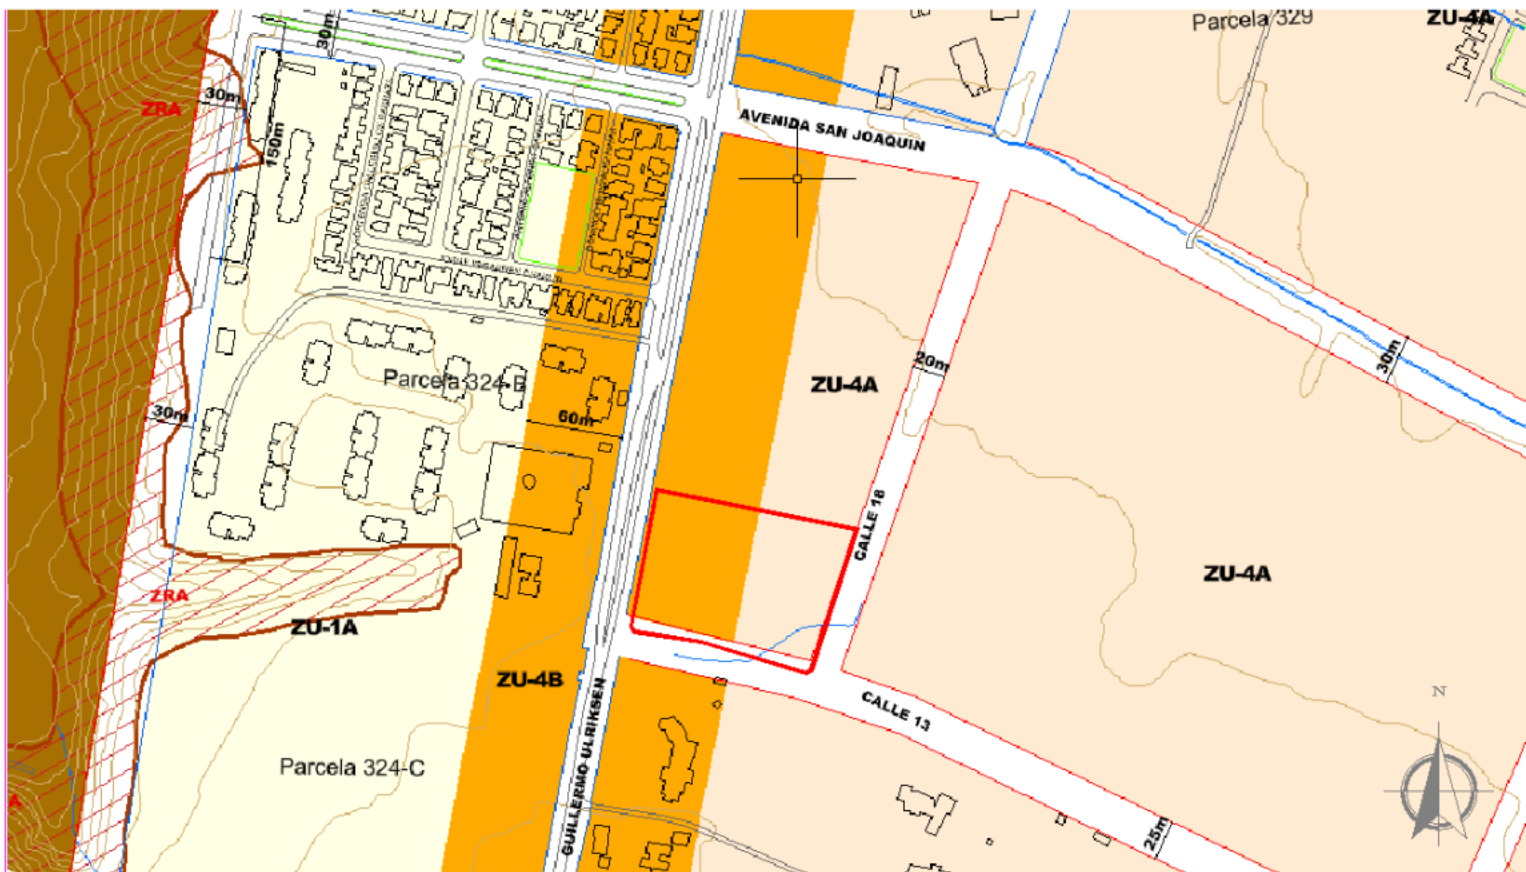 Parcela 329
ZU-4A
30m
ZRA
30m
150m
AVENIDA SAN JOAQUIN
20m
30m
Parcela 324-B
ZU-4A
30m
60m
CALLE 18
ZU-4A
ZRA
ZU-1A
ZU-4B
GUILLERMO ULRIKSEN
CALLE 13
N
Parcela 324-C
25m